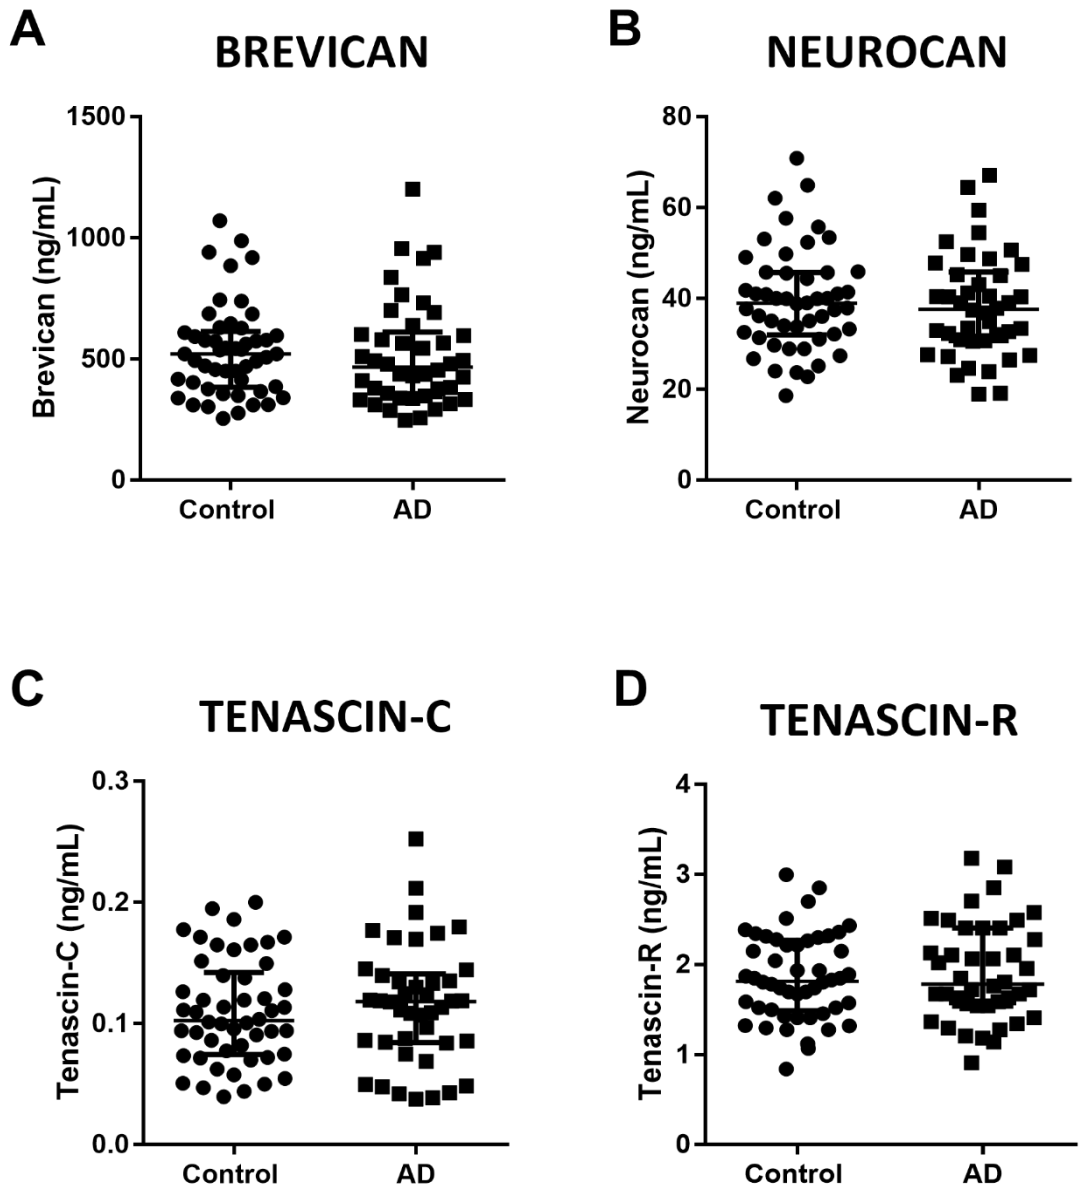 A
BREVICAN
Brevican (ng/mL)
1500
1000
500
0
Control
AD
B
NEUROCAN
Neurocan (ng/mL)
80
60
40
20
0
Control
AD
C
TENASCIN-C
Tenascin-C (ng/mL)
0.3
0.2
0.1
0.0
Control
AD
D
TENASCIN-R
Tenascin-R (ng/mL)
4
3
2
1
0
Control
AD